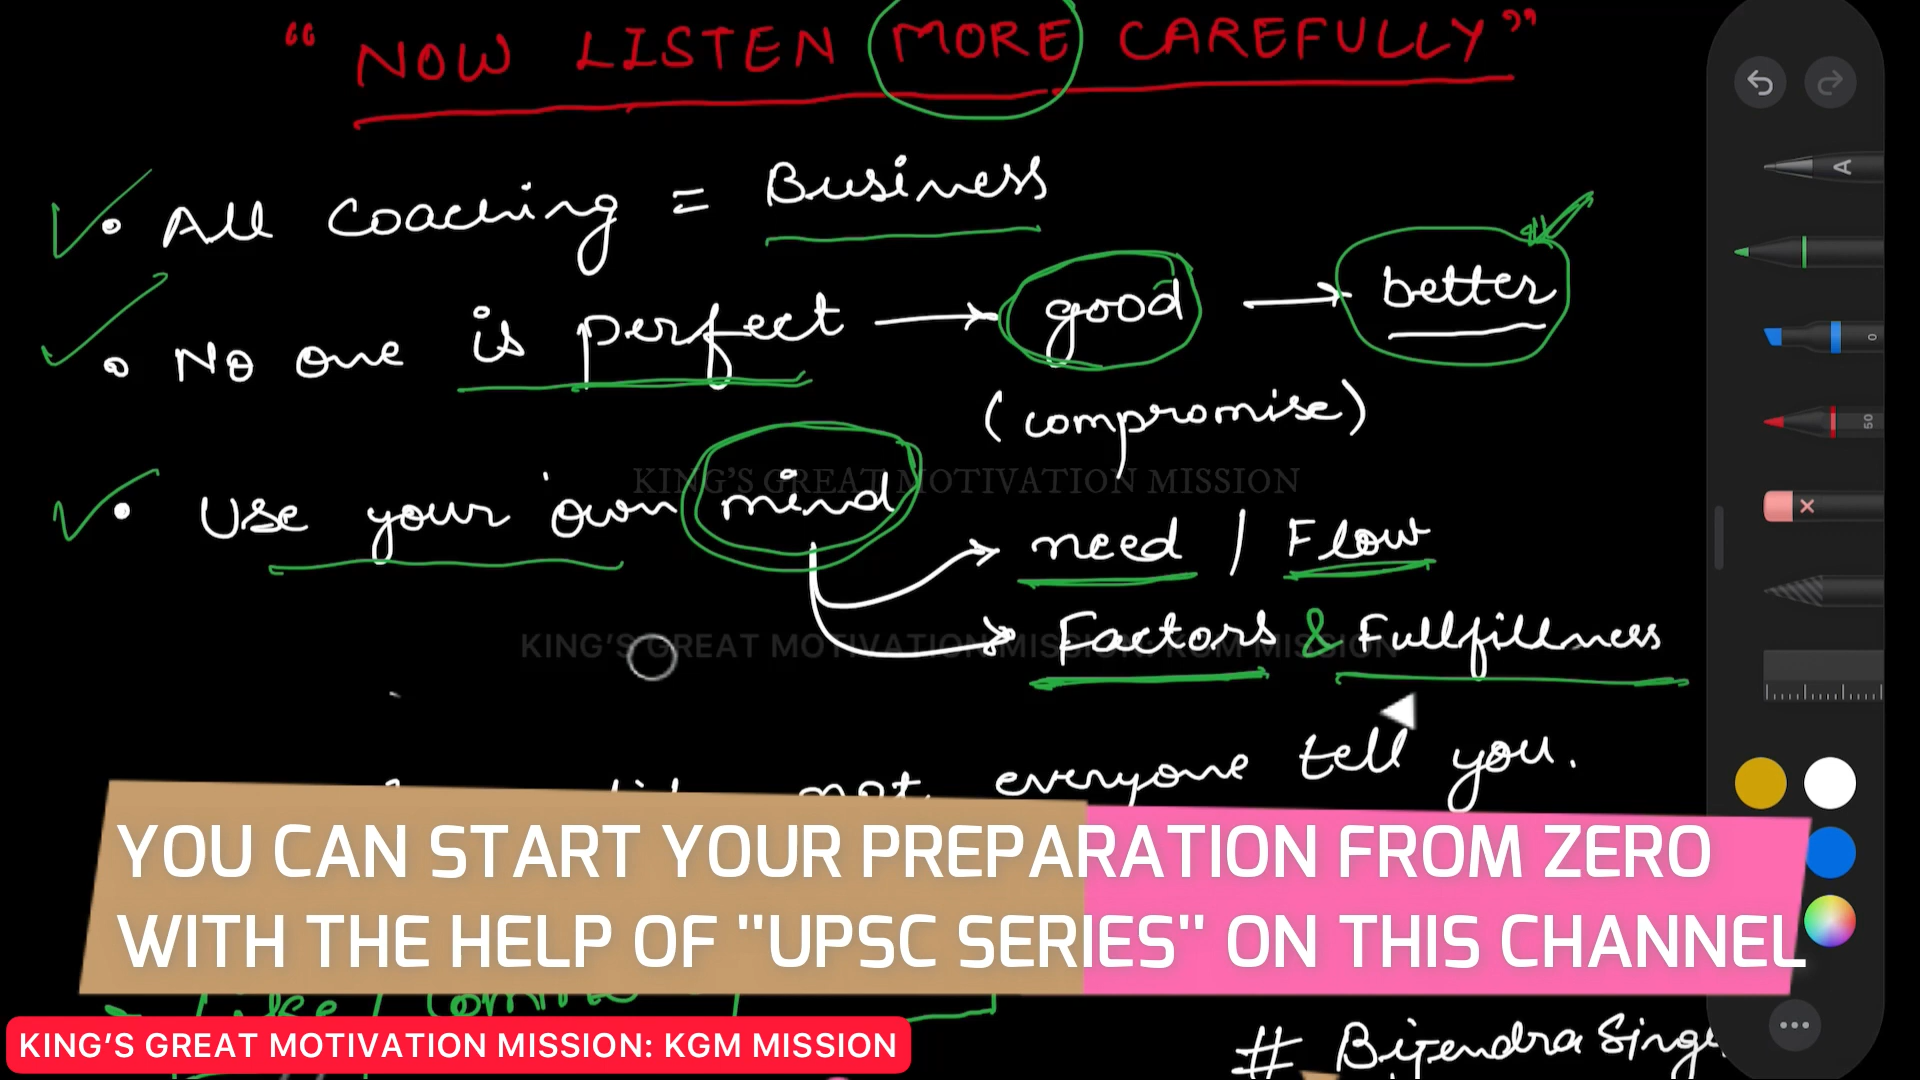 “ NOW LISTEN MORE CAREFULLY ”
• All coaching = Business
• No one is perfect → good → better
(compromise)
KING’S GREAT MOTIVATION MISSION
• Use your own mind
need / Flow
Factors & Fullfillness
KING’S GREAT MOTIVATION MISSION: KGM MISSION
not everyone tell you.
YOU CAN START YOUR PREPARATION FROM ZERO
WITH THE HELP OF "UPSC SERIES" ON THIS CHANNEL
KING’S GREAT MOTIVATION MISSION: KGM MISSION
# Bijendra
A
0
50